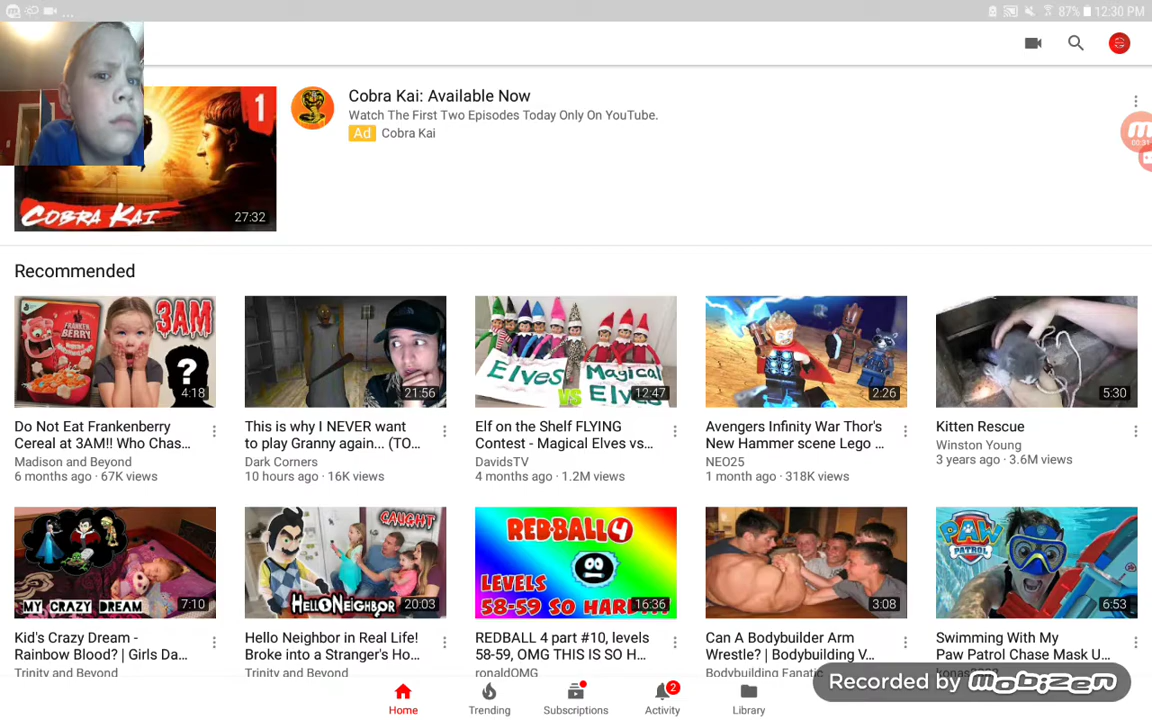 87% 12:30 PM
1
COBRA KAI
27:32
Cobra Kai: Available Now
Watch The First Two Episodes Today Only On YouTube.
Ad Cobra Kai
Recommended
FRANKEN BERRY
3AM
?
4:18
21:56
Elves
VS
Magical Elves
12:47
2:26
5:30
Do Not Eat Frankenberry
Cereal at 3AM!! Who Chas...
Madison and Beyond
6 months ago · 67K views
This is why I NEVER want
to play Granny again... (TO...
Dark Corners
10 hours ago · 16K views
Elf on the Shelf FLYING
Contest - Magical Elves vs...
DavidsTV
4 months ago · 1.2M views
Avengers Infinity War Thor's
New Hammer scene Lego ...
NEO25
1 month ago · 318K views
Kitten Rescue
Winston Young
3 years ago · 3.6M views
MY CRAZY DREAM
7:10
CAUGHT
HELLO NEIGHBOR
20:03
RED BALL 4
LEVELS
58-59 SO HAR
16:36
3:08
PAW PATROL
6:53
Kid's Crazy Dream -
Rainbow Blood? | Girls Da...
Trinity and Beyond
Hello Neighbor in Real Life!
Broke into a Stranger's Ho...
Trinity and Beyond
REDBALL 4 part #10, levels
58-59, OMG THIS IS SO H...
ronaldOMG
Can A Bodybuilder Arm
Wrestle? | Bodybuilding V...
Bodybuilding Fanatic
Swimming With My
Paw Patrol Chase Mask U...
Recorded by mobizen
Home
Trending
Subscriptions
2
Activity
Library